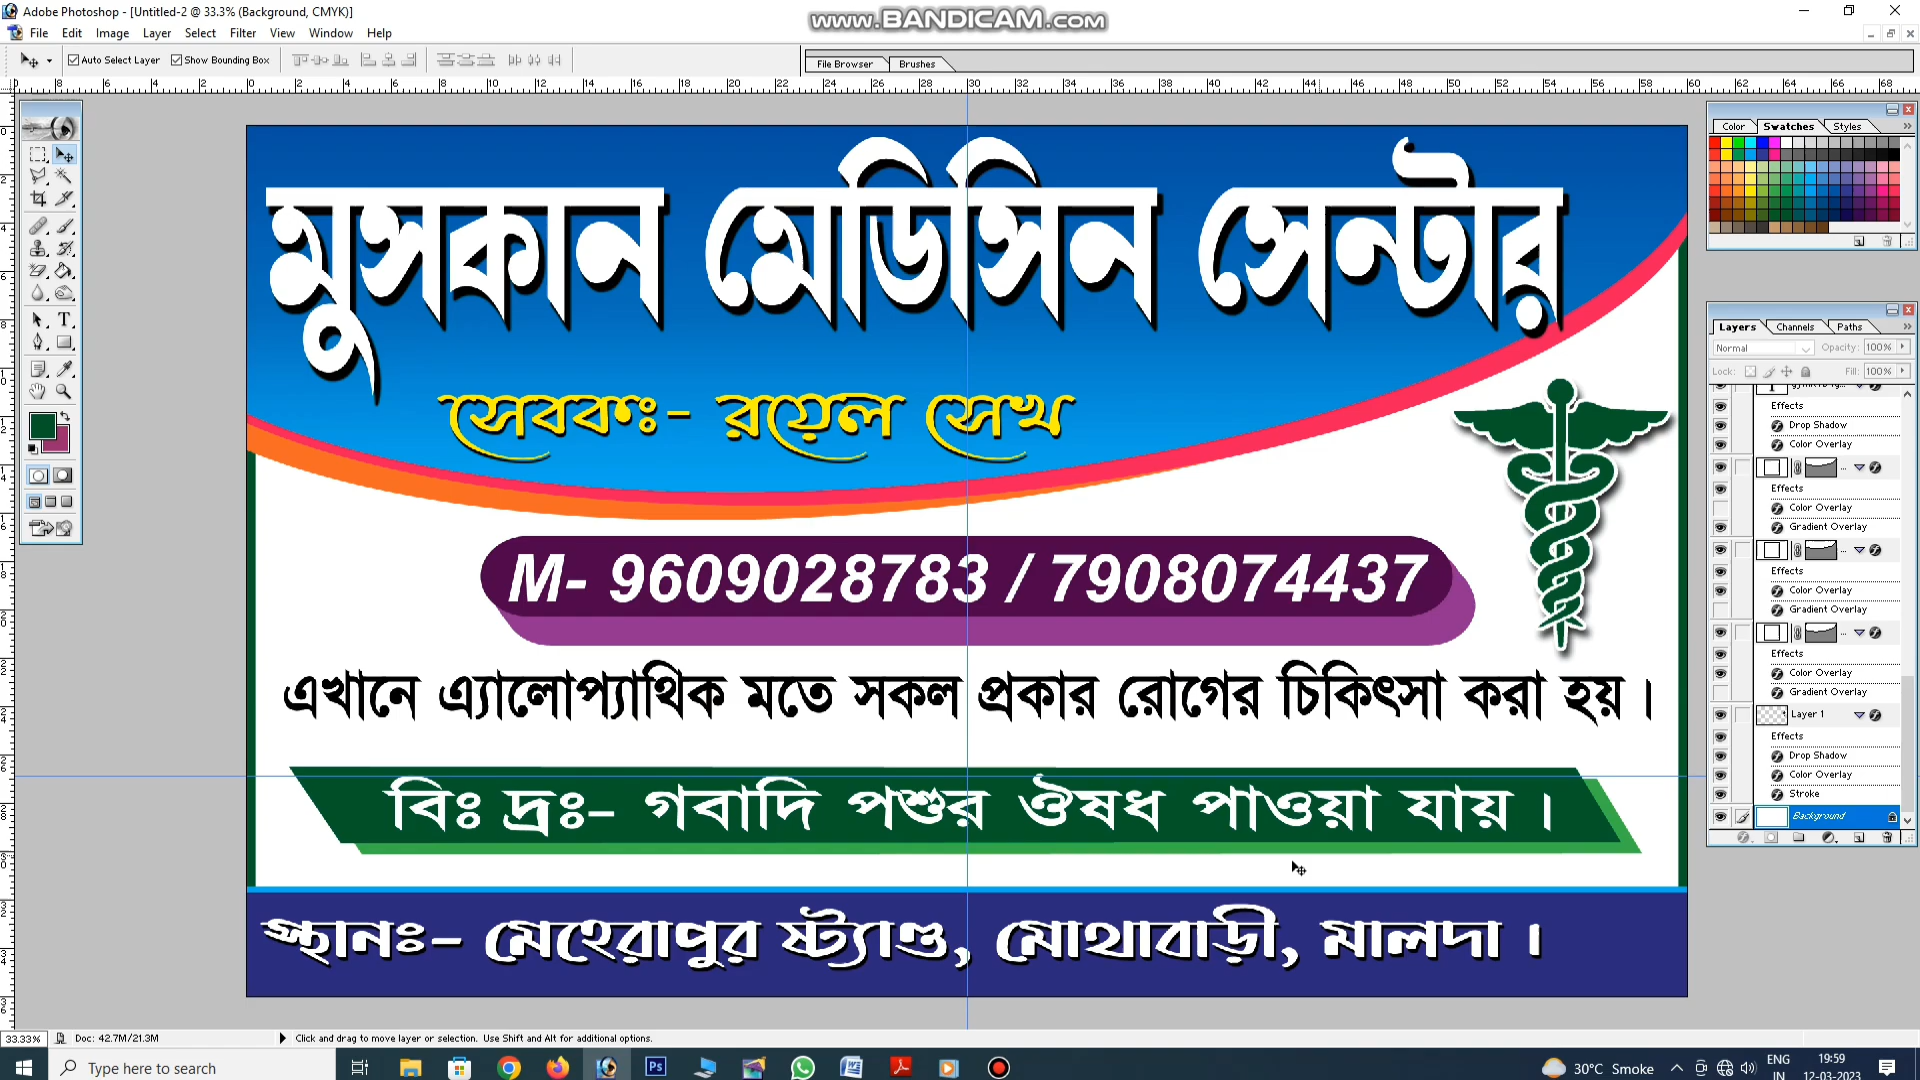 Adobe Photoshop - [Untitled-2 @ 33.3% (Background, CMYK)]
www.BANDICAM.com
File Edit Image Layer Select Filter View Window Help
Auto Select Layer Show Bounding Box
File Browser Brushes
Color Swatches Styles
মুসকান মেডিসিন সেন্টার
সেবকঃ- রয়েল সেখ
M- 9609028783 / 7908074437
এখানে এ্যালোপ্যাথিক মতে সকল প্রকার রোগের চিকিৎসা করা হয়।
বিঃ দ্রঃ- গবাদি পশুর ঔষধ পাওয়া যায়।
স্থানঃ- মেহেরাপুর ষ্ট্যাণ্ড, মোথাবাড়ী, মালদা।
Layers Channels Paths
Normal Opacity: 100%
Lock: Fill: 100%
Effects
Drop Shadow
Color Overlay
Effects
Color Overlay
Gradient Overlay
Effects
Color Overlay
Gradient Overlay
Effects
Color Overlay
Gradient Overlay
Layer 1
Effects
Drop Shadow
Color Overlay
Stroke
Background
33.33% Doc: 42.7M/21.3M Click and drag to move layer or selection. Use Shift and Alt for additional options.
Type here to search
30°C Smoke
ENG
IN
19:59
12-03-2023